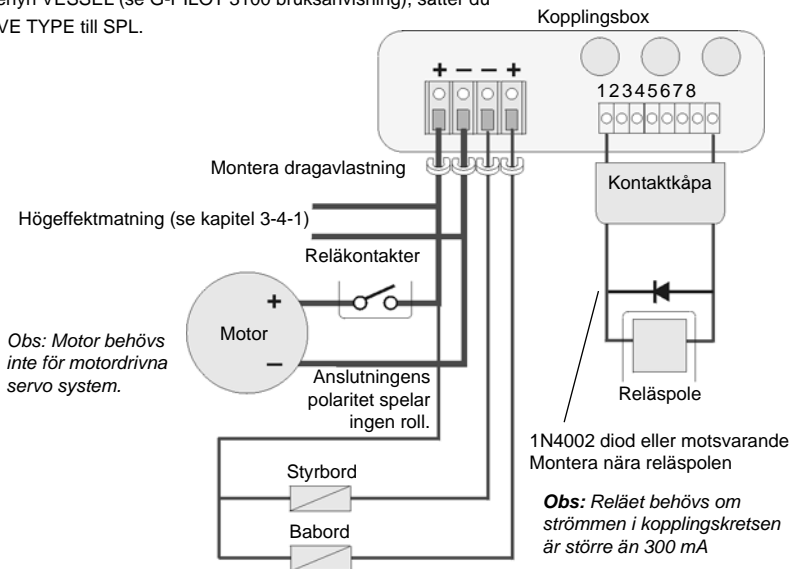 VESSEL (se G-PILOT 3100 bruksanvisning), sätter du
VE TYPE till SPL.
Kopplingsbox
+ − − +
12345678
Montera dragavlastning
Kontaktkåpa
Högeffektmatning (se kapitel 3-4-1)
Reläkontakter
+
Motor
−
Obs: Motor behövs
inte för motordrivna
servo system.
Anslutningens
polaritet spelar
ingen roll.
Reläspole
1N4002 diod eller motsvarande
Montera nära reläspolen
Styrbord
Babord
Obs: Reläet behövs om
strömmen i kopplingskretsen
är större än 300 mA